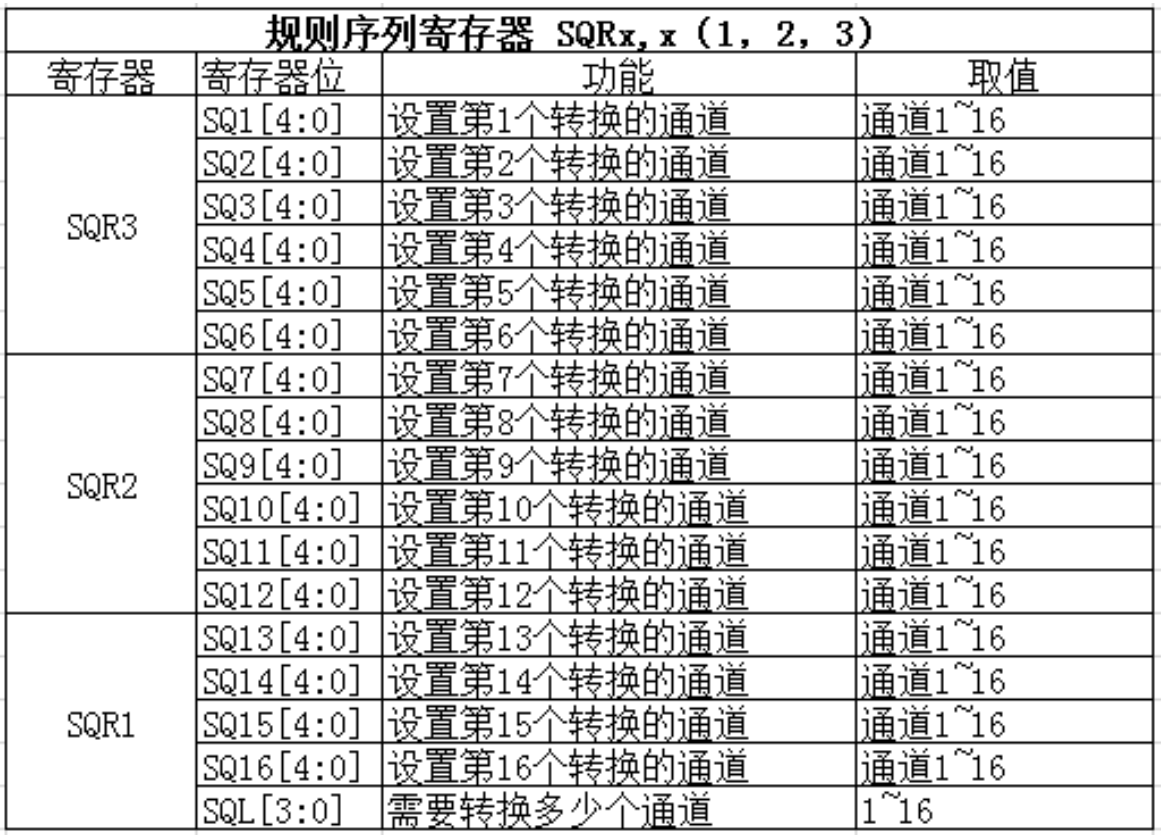 规则序列寄存器 SQRx,x（1, 2, 3）
寄存器 寄存器位 功能 取值
SQR3 SQ1[4:0] 设置第1个转换的通道 通道1~16
SQ2[4:0] 设置第2个转换的通道 通道1~16
SQ3[4:0] 设置第3个转换的通道 通道1~16
SQ4[4:0] 设置第4个转换的通道 通道1~16
SQ5[4:0] 设置第5个转换的通道 通道1~16
SQ6[4:0] 设置第6个转换的通道 通道1~16
SQR2 SQ7[4:0] 设置第7个转换的通道 通道1~16
SQ8[4:0] 设置第8个转换的通道 通道1~16
SQ9[4:0] 设置第9个转换的通道 通道1~16
SQ10[4:0] 设置第10个转换的通道 通道1~16
SQ11[4:0] 设置第11个转换的通道 通道1~16
SQ12[4:0] 设置第12个转换的通道 通道1~16
SQR1 SQ13[4:0] 设置第13个转换的通道 通道1~16
SQ14[4:0] 设置第14个转换的通道 通道1~16
SQ15[4:0] 设置第15个转换的通道 通道1~16
SQ16[4:0] 设置第16个转换的通道 通道1~16
SQL[3:0] 需要转换多少个通道 1~16